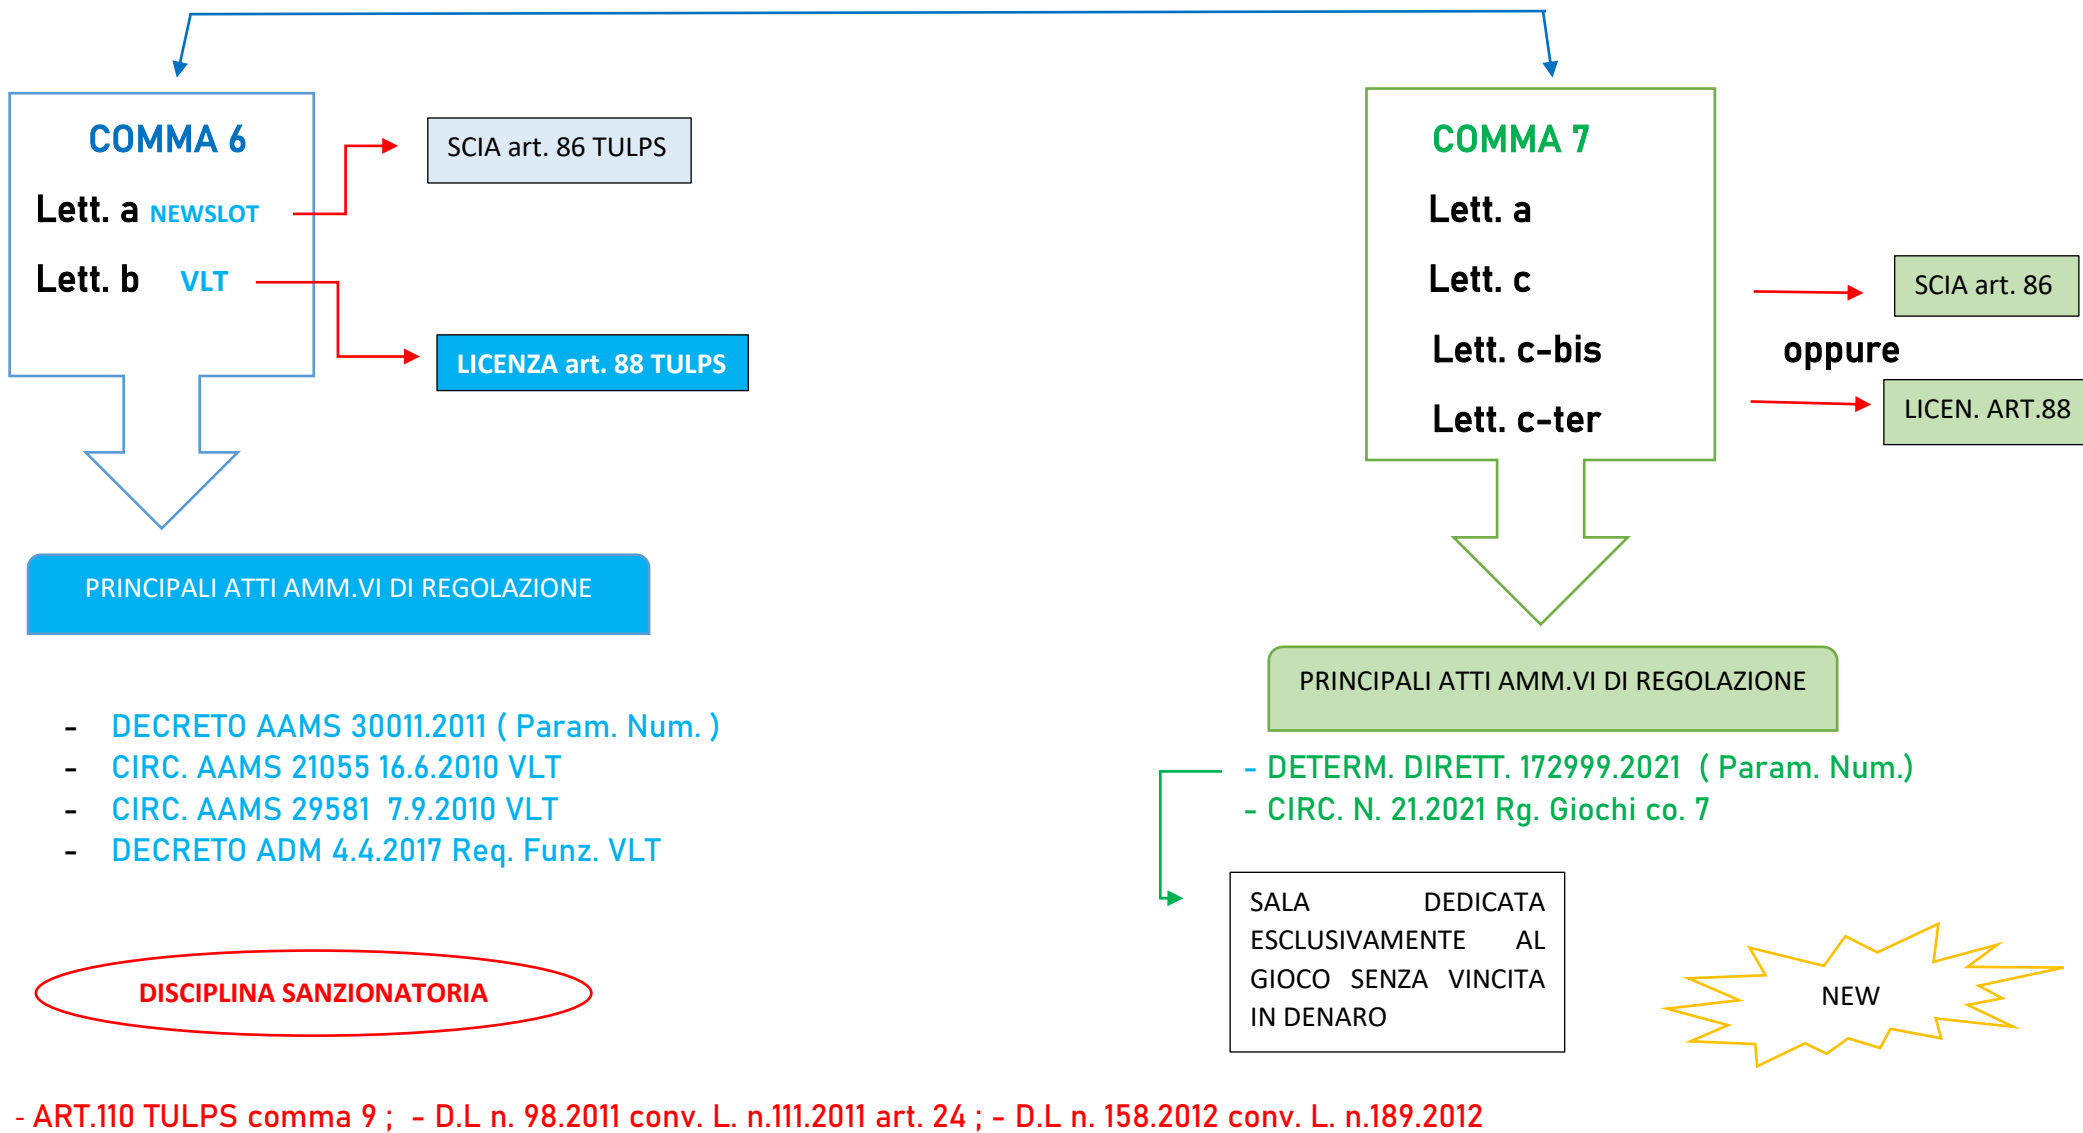 COMMA 6
Lett. a NEWSLOT
Lett. b VLT
SCIA art. 86 TULPS
LICENZA art. 88 TULPS
PRINCIPALI ATTI AMM.VI DI REGOLAZIONE
- DECRETO AAMS 30011.2011 ( Param. Num. )
- CIRC. AAMS 21055 16.6.2010 VLT
- CIRC. AAMS 29581 7.9.2010 VLT
- DECRETO ADM 4.4.2017 Req. Funz. VLT
COMMA 7
Lett. a
Lett. c
Lett. c-bis
Lett. c-ter
SCIA art. 86
oppure
LICEN. ART.88
PRINCIPALI ATTI AMM.VI DI REGOLAZIONE
- DETERM. DIRETT. 172999.2021 ( Param. Num.)
- CIRC. N. 21.2021 Rg. Giochi co. 7
SALA DEDICATA
ESCLUSIVAMENTE AL
GIOCO SENZA VINCITA
IN DENARO
NEW
DISCIPLINA SANZIONATORIA
- ART.110 TULPS comma 9 ; - D.L n. 98.2011 conv. L. n.111.2011 art. 24 ; - D.L n. 158.2012 conv. L. n.189.2012